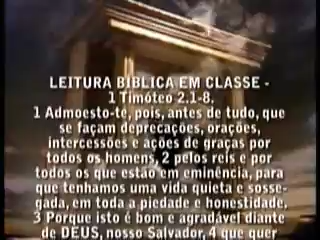 LEITURA BÍBLICA EM CLASSE -
1 Timóteo 2.1-8.
1 Admoesto-te, pois, antes de tudo, que
se façam deprecações, orações,
intercessões e ações de graças por
todos os homens, 2 pelos reis e por
todos os que estão em eminência, para
que tenhamos uma vida quieta e sosse-
gada, em toda a piedade e honestidade.
3 Porque isto é bom e agradável diante
de DEUS, nosso Salvador, 4 que quer